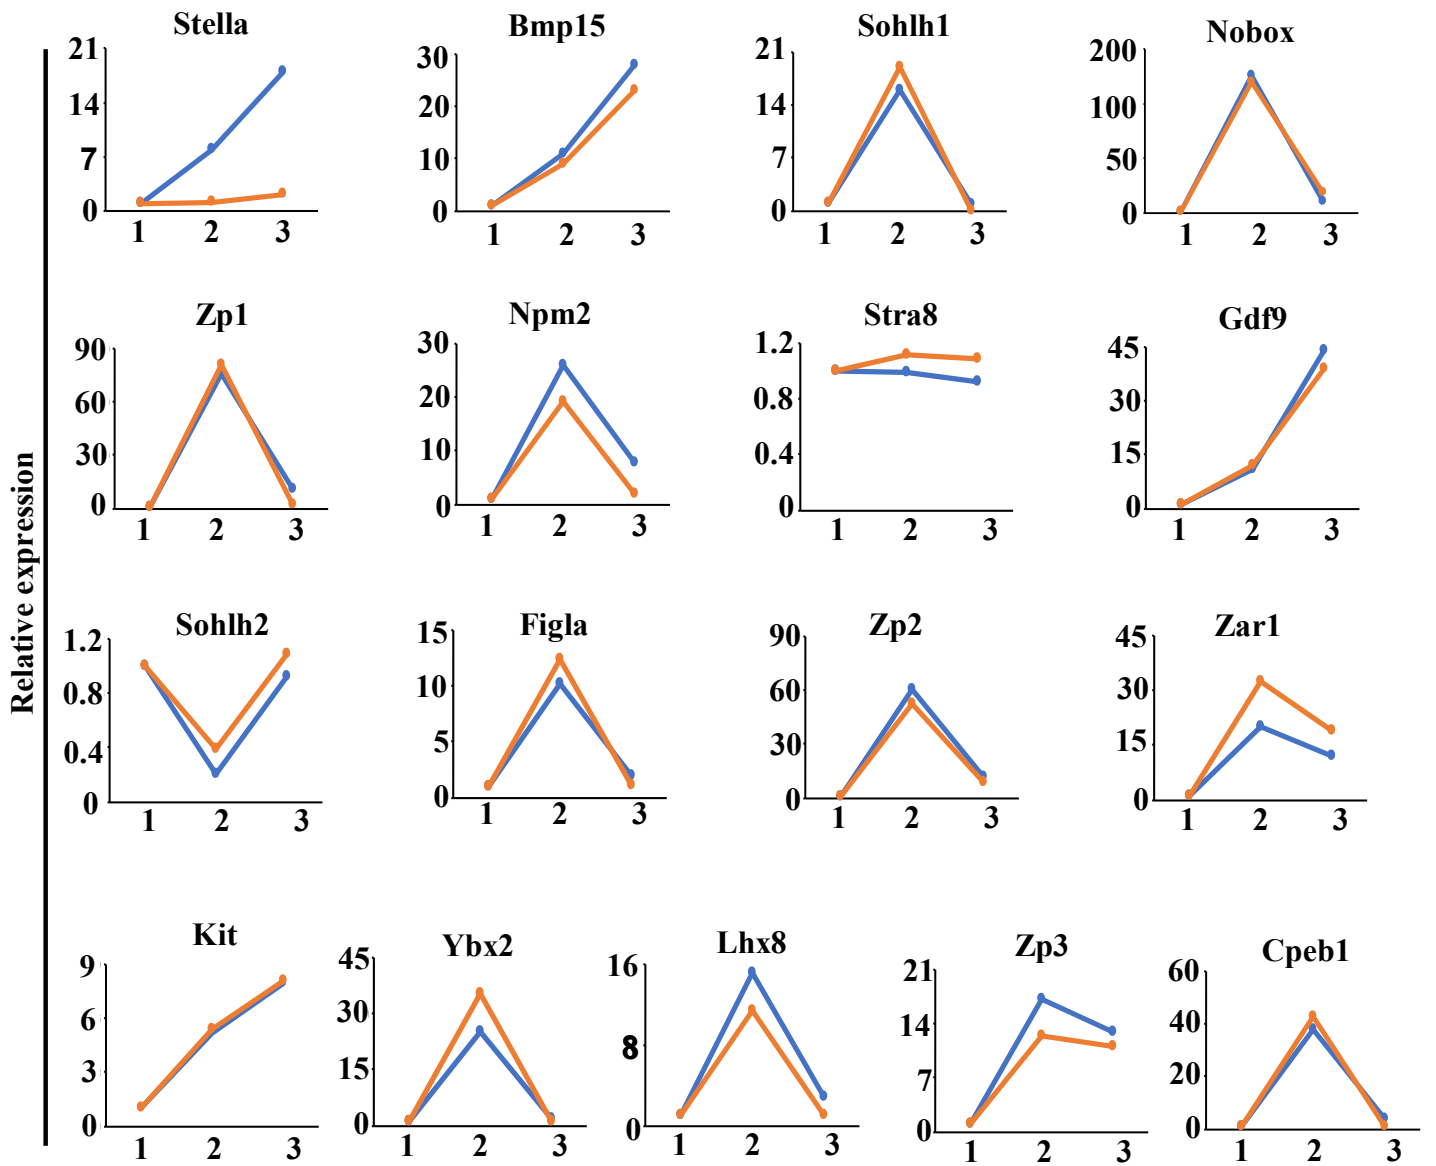 Relative expression
Stella
21
14
7
0
1 2 3
Bmp15
30
20
10
0
1 2 3
Sohlh1
21
14
7
0
1 2 3
Nobox
200
100
50
0
1 2 3
Zp1
90
60
30
0
1 2 3
Npm2
30
20
10
0
1 2 3
Stra8
1.2
0.8
0.4
0
1 2 3
Gdf9
45
30
15
0
1 2 3
Sohlh2
1.2
0.8
0.4
0
1 2 3
Figla
15
10
5
0
1 2 3
Zp2
90
60
30
0
1 2 3
Zar1
45
30
15
0
1 2 3
Kit
9
6
3
0
1 2 3
Ybx2
45
30
15
0
1 2 3
Lhx8
16
8
0
1 2 3
Zp3
21
14
7
0
1 2 3
Cpeb1
60
40
20
0
1 2 3